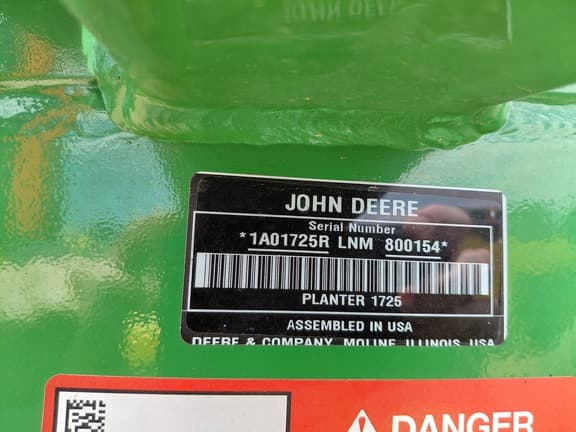 JOHN DEERE
Serial Number
*1A01725R LNM 800154*
PLANTER 1725
ASSEMBLED IN USA
DEERE & COMPANY MOLINE, ILLINOIS USA
DANGER